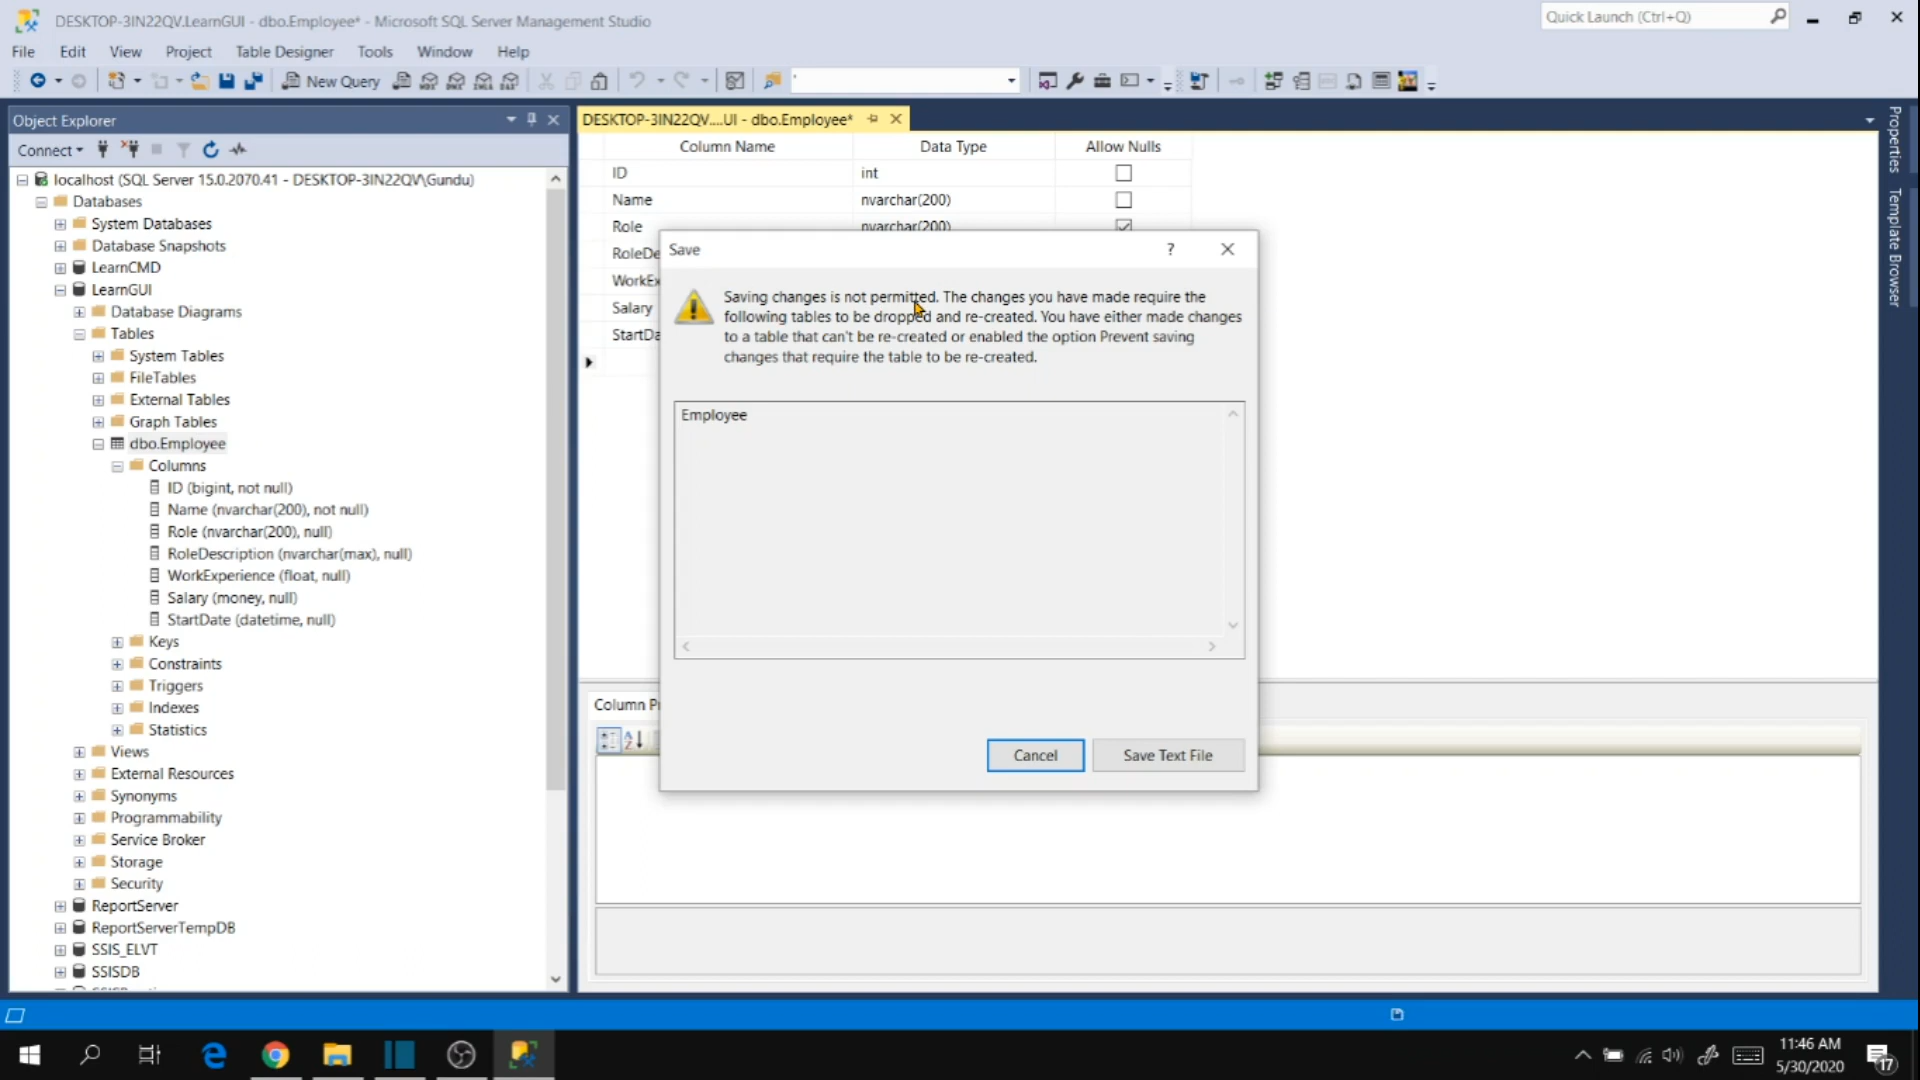 DESKTOP-3IN22QV.LearnGUI - dbo.Employee* - Microsoft SQL Server Management Studio
Quick Launch (Ctrl+Q)
File Edit View Project Table Designer Tools Window Help
New Query
Object Explorer
Connect
localhost (SQL Server 15.0.2070.41 - DESKTOP-3IN22QV\Gundu)
Databases
System Databases
Database Snapshots
LearnCMD
LearnGUI
Database Diagrams
Tables
System Tables
FileTables
External Tables
Graph Tables
dbo.Employee
Columns
ID (bigint, not null)
Name (nvarchar(200), not null)
Role (nvarchar(200), null)
RoleDescription (nvarchar(max), null)
WorkExperience (float, null)
Salary (money, null)
StartDate (datetime, null)
Keys
Constraints
Triggers
Indexes
Statistics
Views
External Resources
Synonyms
Programmability
Service Broker
Storage
Security
ReportServer
ReportServerTempDB
SSIS_ELVT
SSISDB
DESKTOP-3IN22QV....UI - dbo.Employee*
Column Name Data Type Allow Nulls
ID int
Name nvarchar(200)
Role nvarchar(200)
RoleDe
WorkEx
Salary
StartDa
Save
?
Saving changes is not permitted. The changes you have made require the
following tables to be dropped and re-created. You have either made changes
to a table that can't be re-created or enabled the option Prevent saving
changes that require the table to be re-created.
Employee
Cancel Save Text File
Column P
Properties
Template Browser
11:46 AM
5/30/2020
17